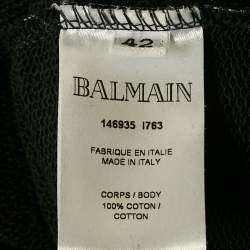 42
BALMAIN
146935 I763
FABRIQUE EN ITALIE
MADE IN ITALY
CORPS / BODY
100% COTON /
COTTON